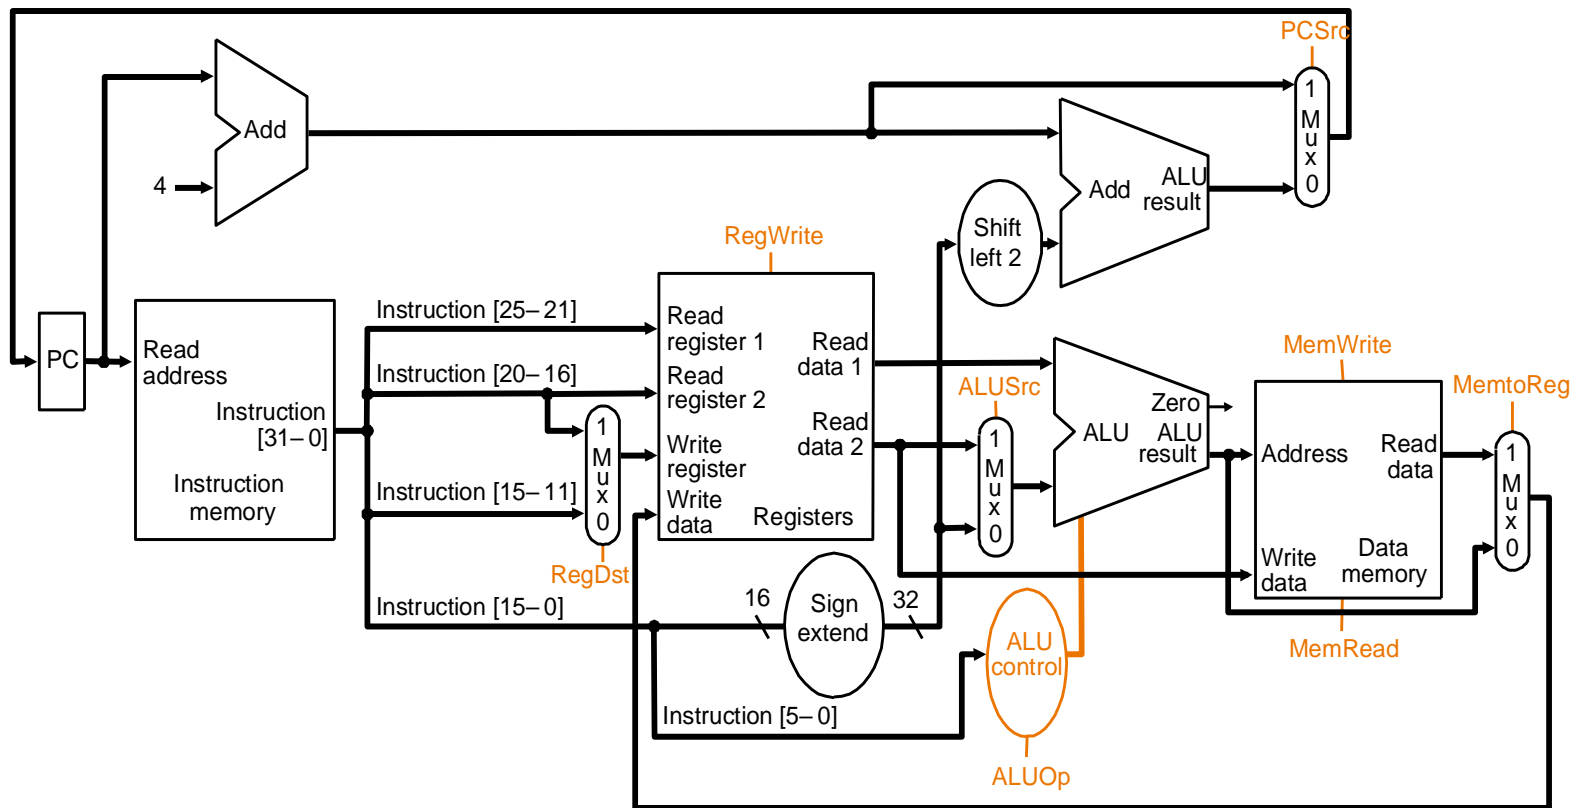 PCSrc
1
M
u
x
0
Add
4
Add
ALU
result
Shift
left 2
RegWrite
PC
Read
address
Instruction
[31–0]
Instruction
memory
Instruction [25–21]
Instruction [20–16]
1
M
u
x
0
Instruction [15–11]
RegDst
Instruction [15–0]
Read
register 1
Read
register 2
Write
register
Write
data
Read
data 1
Read
data 2
Registers
ALUSrc
1
M
u
x
0
ALU
Zero
ALU
result
MemWrite
Address
Read
data
Write
data
Data
memory
MemRead
MemtoReg
1
M
u
x
0
16
Sign
extend
32
ALU
control
Instruction [5–0]
ALUOp